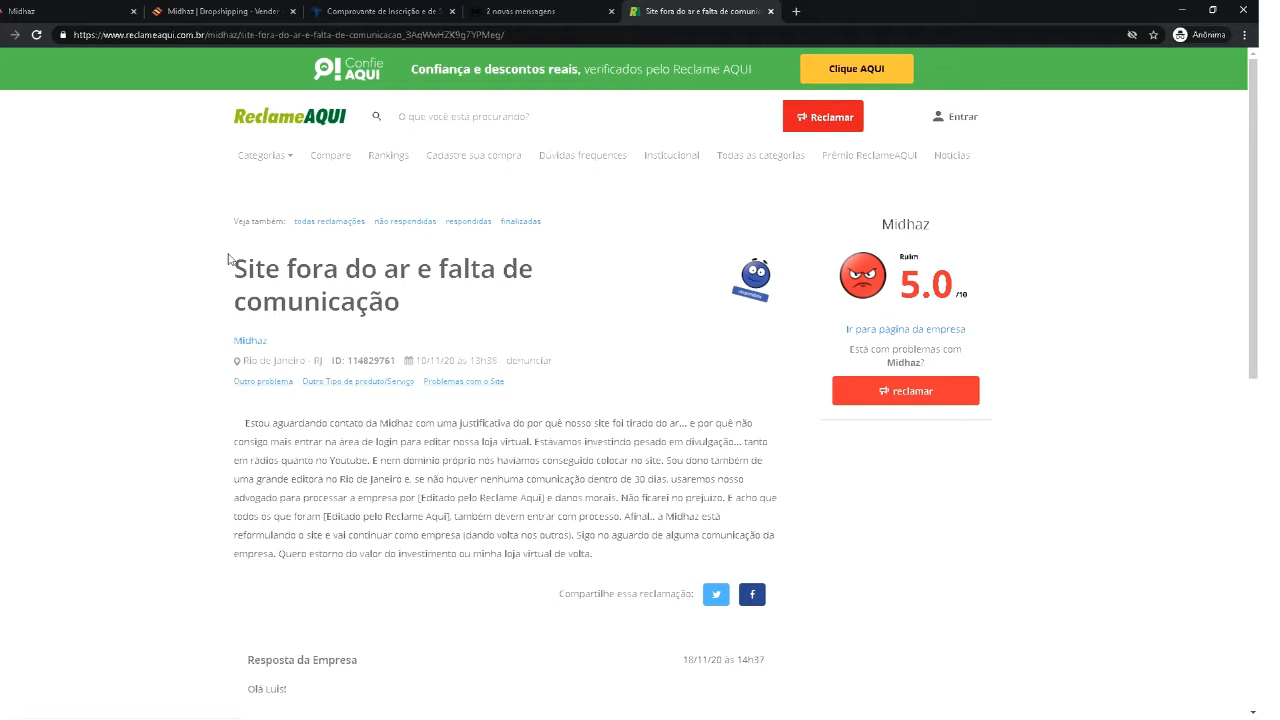 Midhaz
Midhaz | Dropshipping - Vender
Comprovante de Inscrição e de S
2 novas mensagens
Site fora do ar e falta de comunic
https://www.reclameaqui.com.br/midhaz/site-fora-do-ar-e-falta-de-comunicacao_3AqWwHZK9g7YPMeg/
Anônima
Confie AQUI
Confiança e descontos reais, verificados pelo Reclame AQUI
Clique AQUI
ReclameAQUI
O que você está procurando?
Reclamar
Entrar
Categorias
Compare
Rankings
Cadastre sua compra
Dúvidas frequentes
Institucional
Todas as categorias
Prêmio ReclameAQUI
Notícias
Veja também: todas reclamações não respondidas respondidas finalizadas
Site fora do ar e falta de
comunicação
respondida
Midhaz
Rio de Janeiro - RJ ID: 114829761 10/11/20 às 13h38 denunciar
Outro problema Outro Tipo de produto/Serviço Problemas com o Site
Estou aguardando contato da Midhaz com uma justificativa do por quê nosso site foi tirado do ar... e por quê não
consigo mais entrar na área de login para editar nossa loja virtual. Estávamos investindo pesado em divulgação... tanto
em rádios quanto no Youtube. E nem domínio próprio nós havíamos conseguido colocar no site. Sou dono também de
uma grande editora no Rio de Janeiro e, se não houver nenhuma comunicação dentro de 30 dias, usaremos nosso
advogado para processar a empresa por [Editado pelo Reclame Aqui] e danos morais. Não ficarei no prejuízo. E acho que
todos os que foram [Editado pelo Reclame Aqui], também devem entrar com processo. Afinal.. a Midhaz está
reformulando o site e vai continuar como empresa (dando volta nos outros). Sigo no aguardo de alguma comunicação da
empresa. Quero estorno do valor do investimento ou minha loja virtual de volta.
Compartilhe essa reclamação:
Resposta da Empresa
18/11/20 às 14h37
Olá Luis!
Midhaz
Ruim
5.0 /10
Ir para página da empresa
Está com problemas com
Midhaz?
reclamar